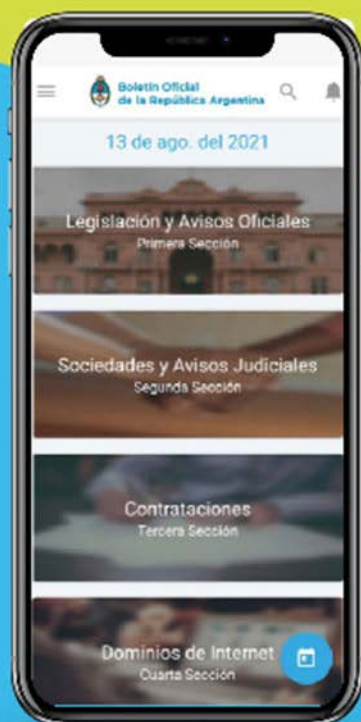 Boletín Oficial
de la República Argentina
13 de ago. del 2021
Legislación y Avisos Oficiales
Primera Sección
Sociedades y Avisos Judiciales
Segunda Sección
Contrataciones
Tercera Sección
Dominios de Internet
Cuarta Sección